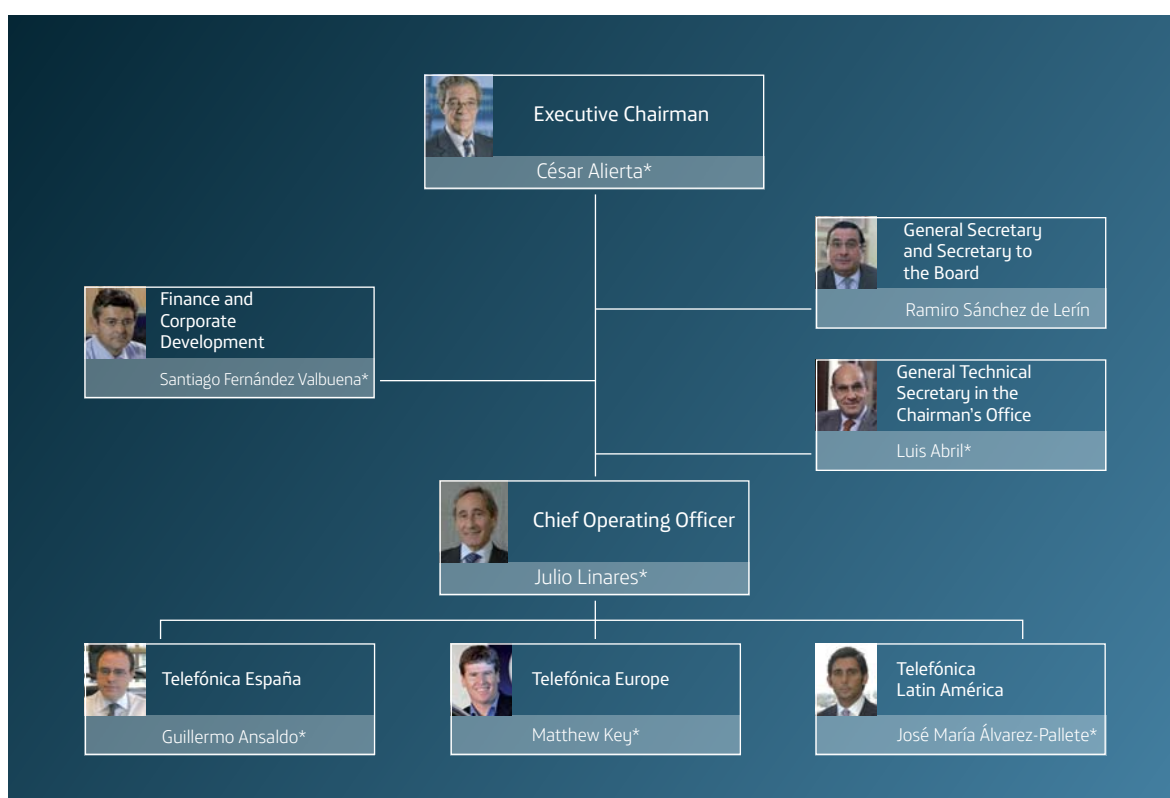 Executive Chairman
César Alierta*
General Secretary
and Secretary to
the Board
Ramiro Sánchez de Lerín
Finance and
Corporate
Development
Santiago Fernández Valbuena*
General Technical
Secretary in the
Chairman's Office
Luis Abril*
Chief Operating Officer
Julio Linares*
Telefónica España
Guillermo Ansaldo*
Telefónica Europe
Matthew Key*
Telefónica
Latin América
José María Álvarez-Pallete*